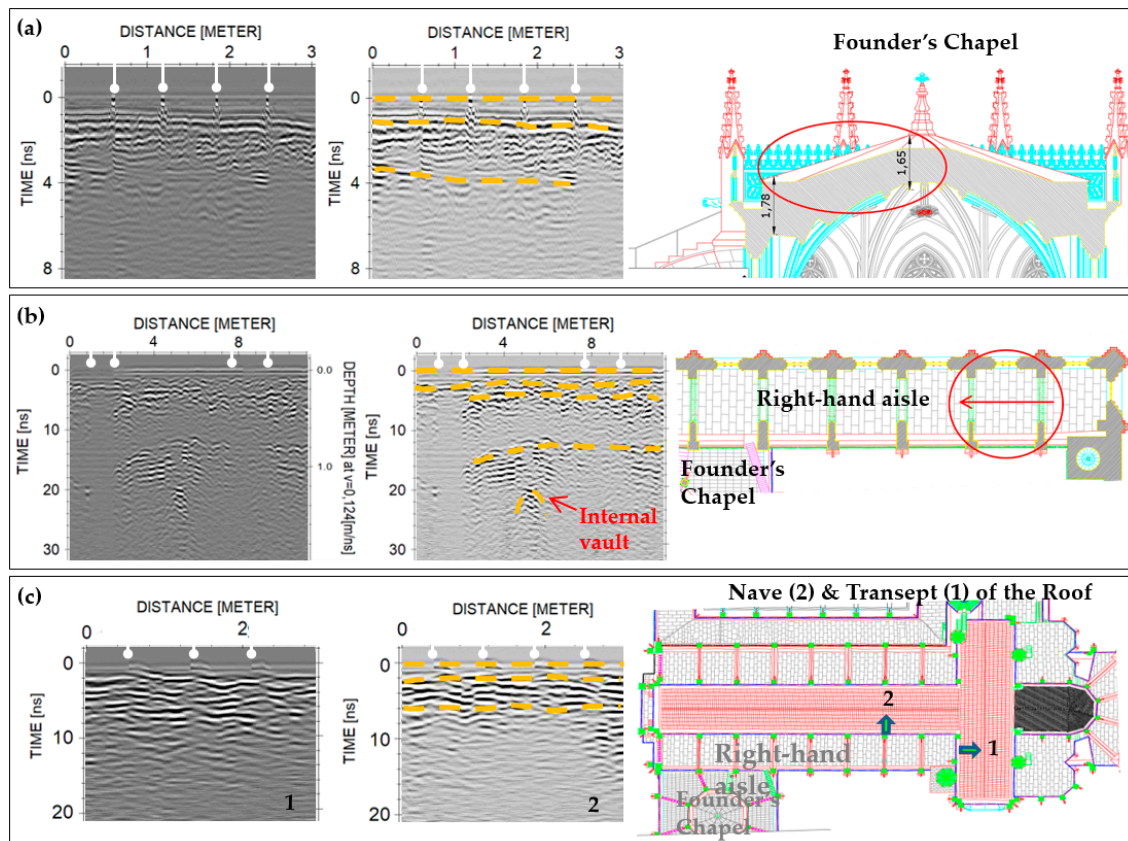 (a)
DISTANCE [METER]
0 1 2 3
TIME [ns]
0
4
8
DISTANCE [METER]
0 1 2 3
TIME [ns]
0
4
8
Founder's Chapel
1,65
1,78
(b)
DISTANCE [METER]
0 4 8
TIME [ns]
0
10
20
30
0.0
1.0
DEPTH [METER] at v=0,124[m/ns]
DISTANCE [METER]
0 4 8
TIME [ns]
0
10
20
30
Internal
vault
Right-hand aisle
Founder's
Chapel
(c)
DISTANCE [METER]
0 2
TIME [ns]
0
10
20
1
DISTANCE [METER]
0 2
TIME [ns]
0
10
20
2
Nave (2) & Transept (1) of the Roof
2
1
Right-hand
aisle
Founder's
Chapel